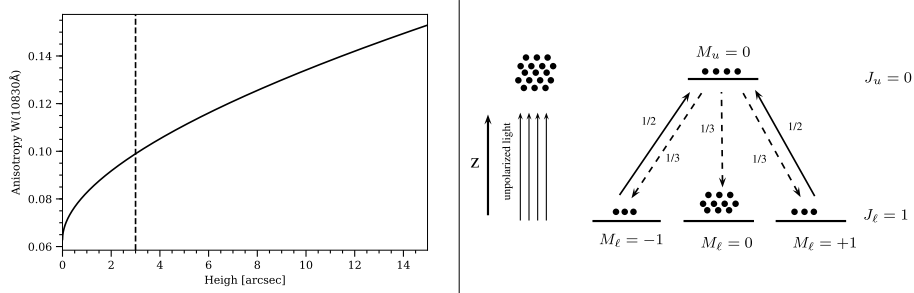 Anisotropy W(10830Å)
0.14
0.12
0.10
0.08
0.06
0 2 4 6 8 10 12 14
Heigh [arcsec]
z
unpolarized light
M_u = 0
J_u = 0
1/2
1/3
1/3
1/3
1/2
J_ℓ = 1
M_ℓ = −1
M_ℓ = 0
M_ℓ = +1